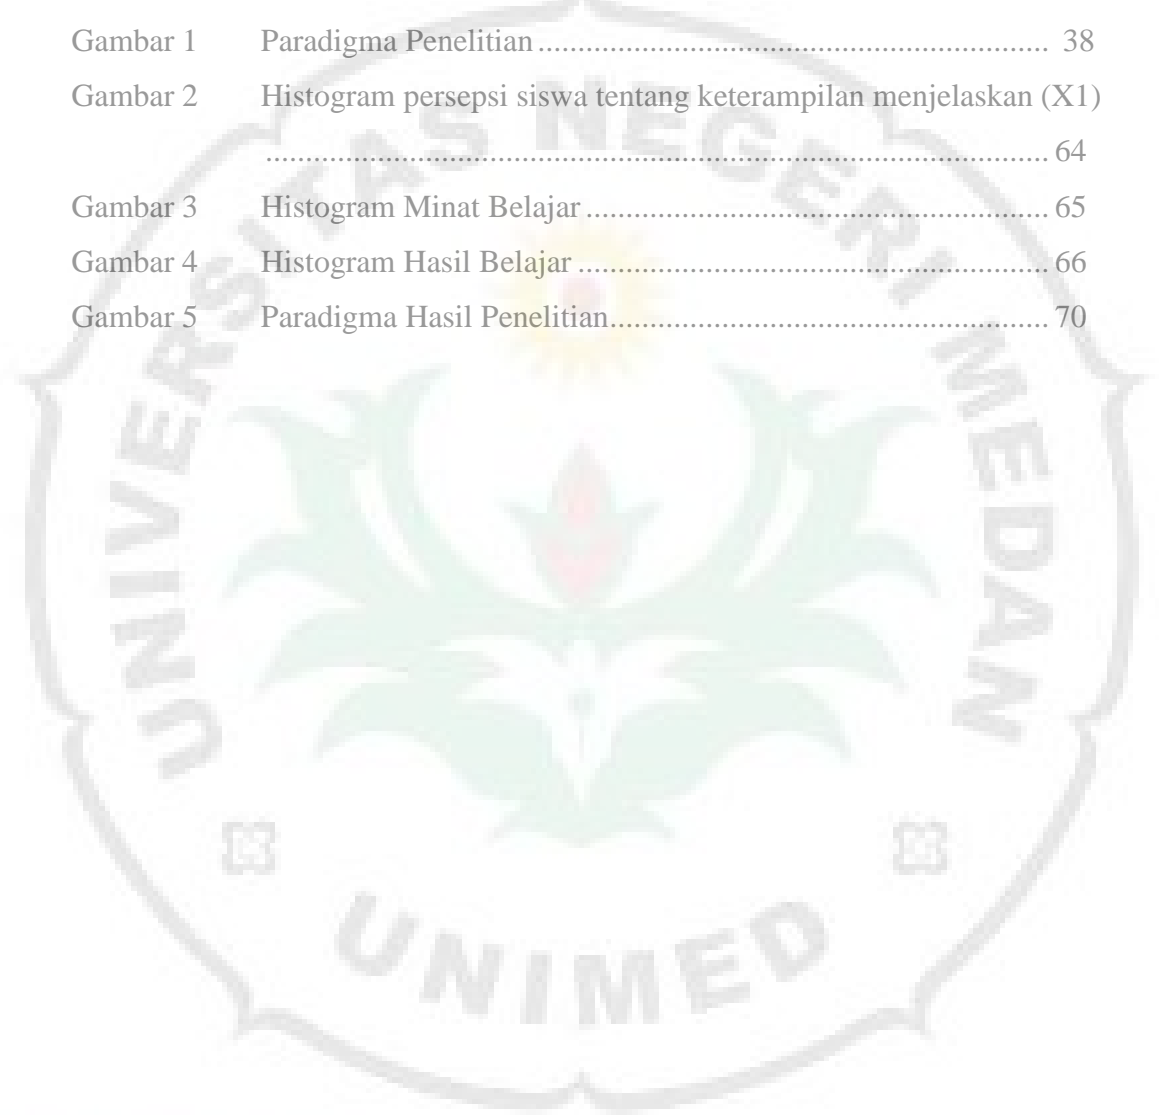 Gambar 1 Paradigma Penelitian ................................................................ 38
Gambar 2 Histogram persepsi siswa tentang keterampilan menjelaskan (X1)
.................................................................................................. 64
Gambar 3 Histogram Minat Belajar .......................................................... 65
Gambar 4 Histogram Hasil Belajar ........................................................... 66
Gambar 5 Paradigma Hasil Penelitian....................................................... 70
UNIVERSITAS NEGERI MEDAN
UNIMED